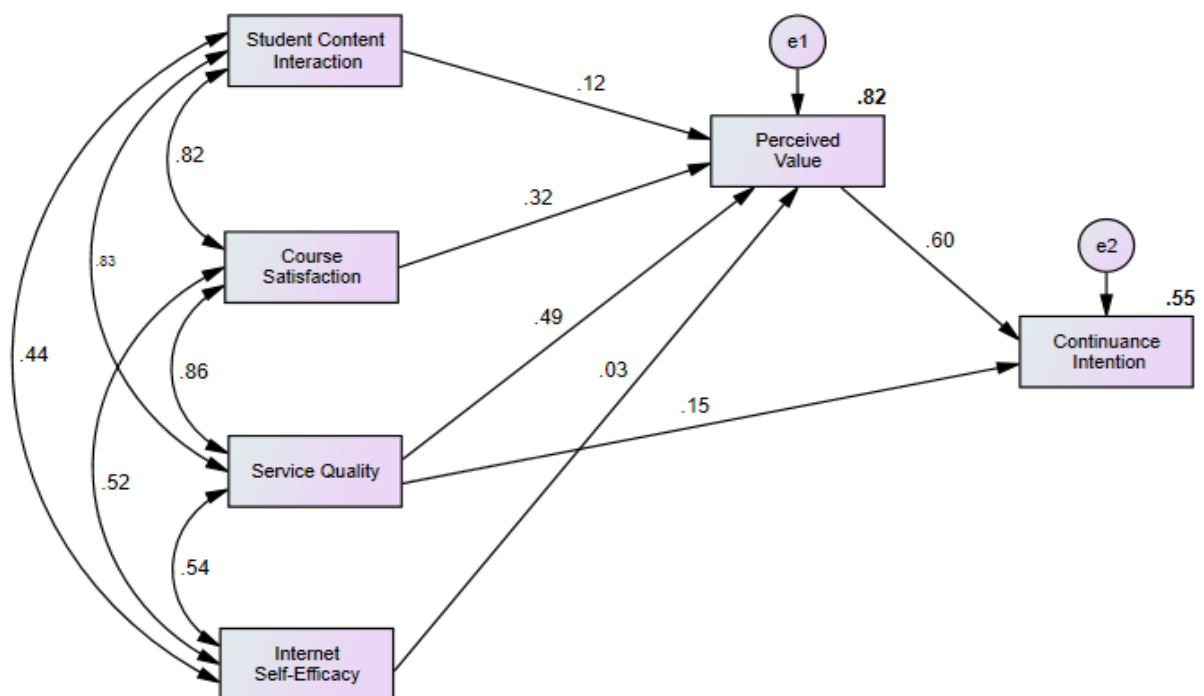 Student Content
Interaction
e1
.12
.82
Perceived
Value
.82
.32
Course
Satisfaction
.83
.60
e2
.55
.49
Continuance
Intention
.44
.86
.03
.15
Service Quality
.52
.54
Internet
Self-Efficacy